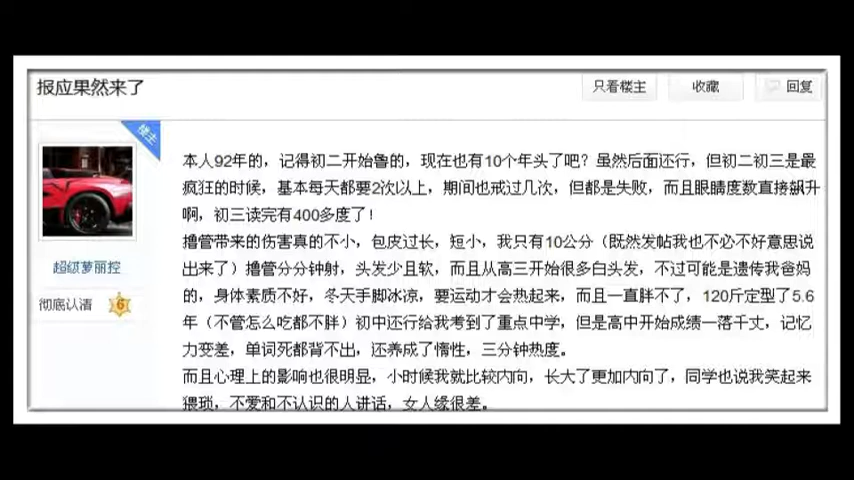 报应果然来了
只看楼主 收藏 回复
楼主
本人92年的，记得初二开始鲁的，现在也有10个年头了吧？虽然后面还行，但初二初三是最
疯狂的时候，基本每天都要2次以上，期间也戒过几次，但都是失败，而且眼睛度数直接飙升
啊，初三读完有400多度了！
撸管带来的伤害真的不小，包皮过长，短小，我只有10公分（既然发帖我也不必不好意思说
出来了）撸管分分钟射，头发少且软，而且从高三开始很多白头发，不过可能是遗传我爸妈
的，身体素质不好，冬天手脚冰凉，要运动才会热起来，而且一直胖不了，120斤定型了5.6
年（不管怎么吃都不胖）初中还行给我考到了重点中学，但是高中开始成绩一落千丈，记忆
力变差，单词死都背不出，还养成了惰性，三分钟热度。
而且心理上的影响也很明显，小时候我就比较内向，长大了更加内向了，同学也说我笑起来
猥琐，不爱和不认识的人讲话，女人缘很差。
超级萝丽控
彻底认清 6